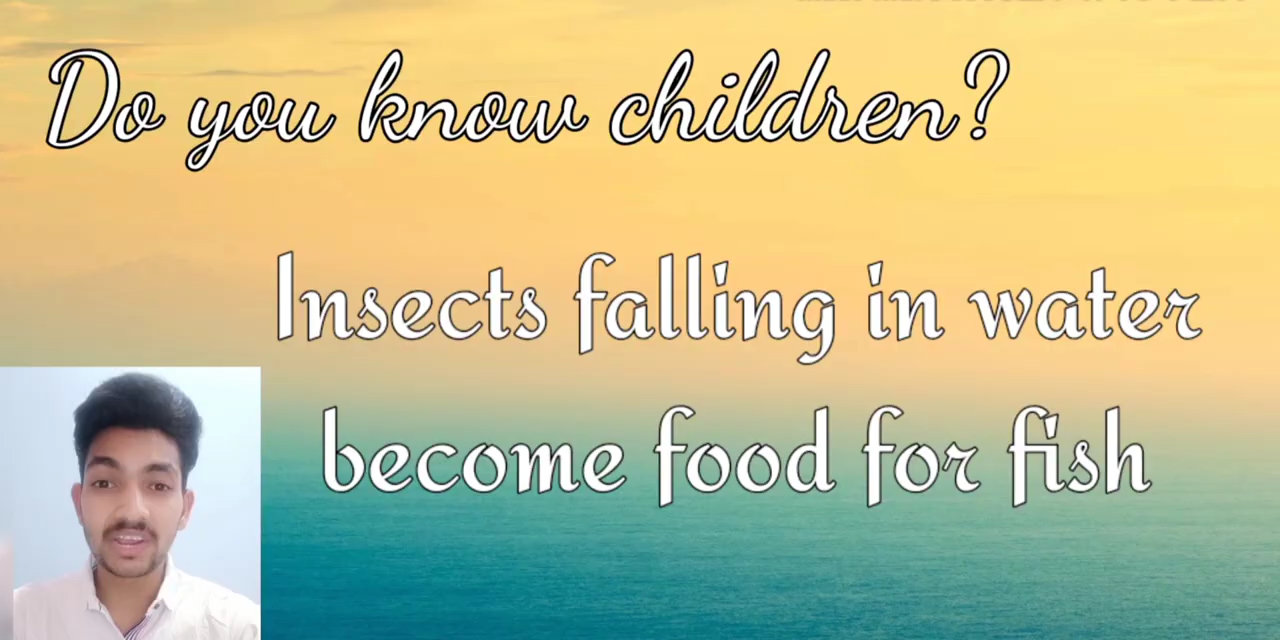 Do you know children?
Insects falling in water
become food for fish